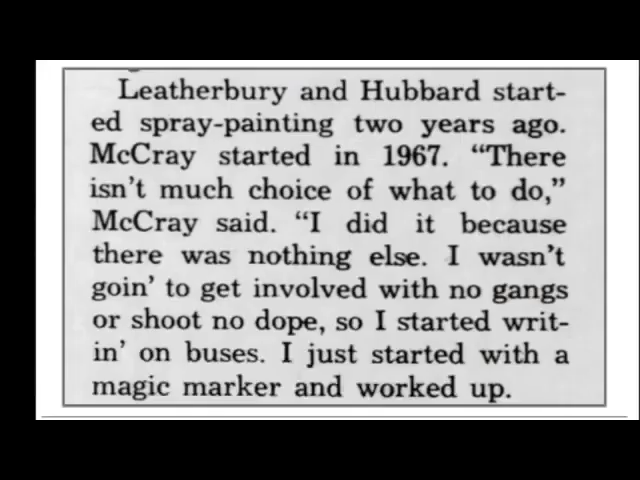 Leatherbury and Hubbard start-
ed spray-painting two years ago.
McCray started in 1967. “There
isn’t much choice of what to do,”
McCray said. “I did it because
there was nothing else. I wasn’t
goin’ to get involved with no gangs
or shoot no dope, so I started writ-
in’ on buses. I just started with a
magic marker and worked up.